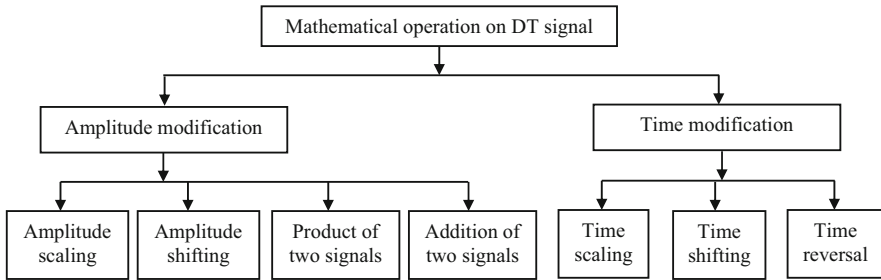 Mathematical operation on DT signal
Amplitude modification
Time modification
Amplitude
scaling
Amplitude
shifting
Product of
two signals
Addition of
two signals
Time
scaling
Time
shifting
Time
reversal